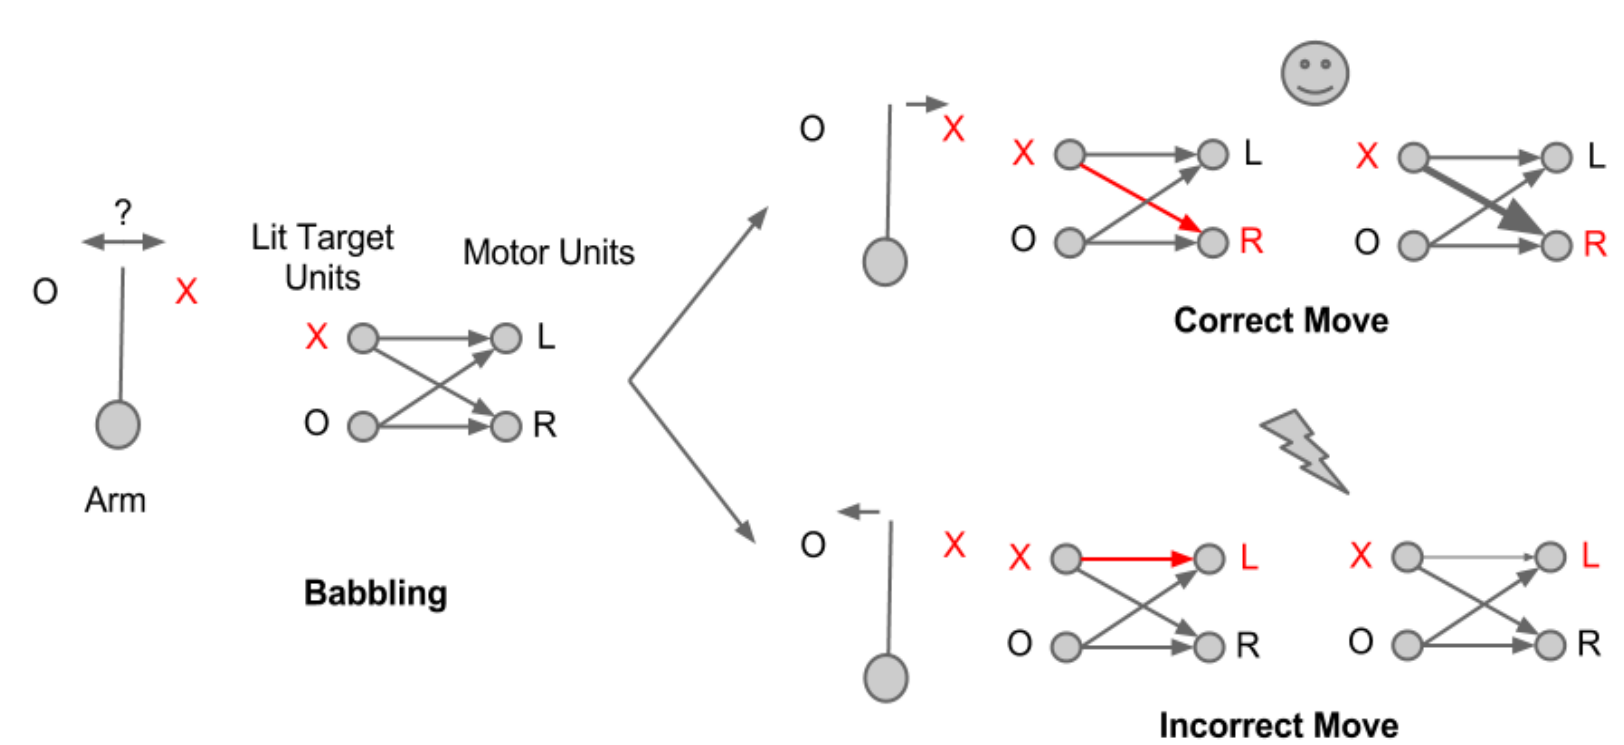 ?
O
X
Arm
Lit Target
Units
Motor Units
X
L
O
R
Babbling
O
X
X
L
O
R
X
L
O
R
Correct Move
O
X
X
L
O
R
X
L
O
R
Incorrect Move